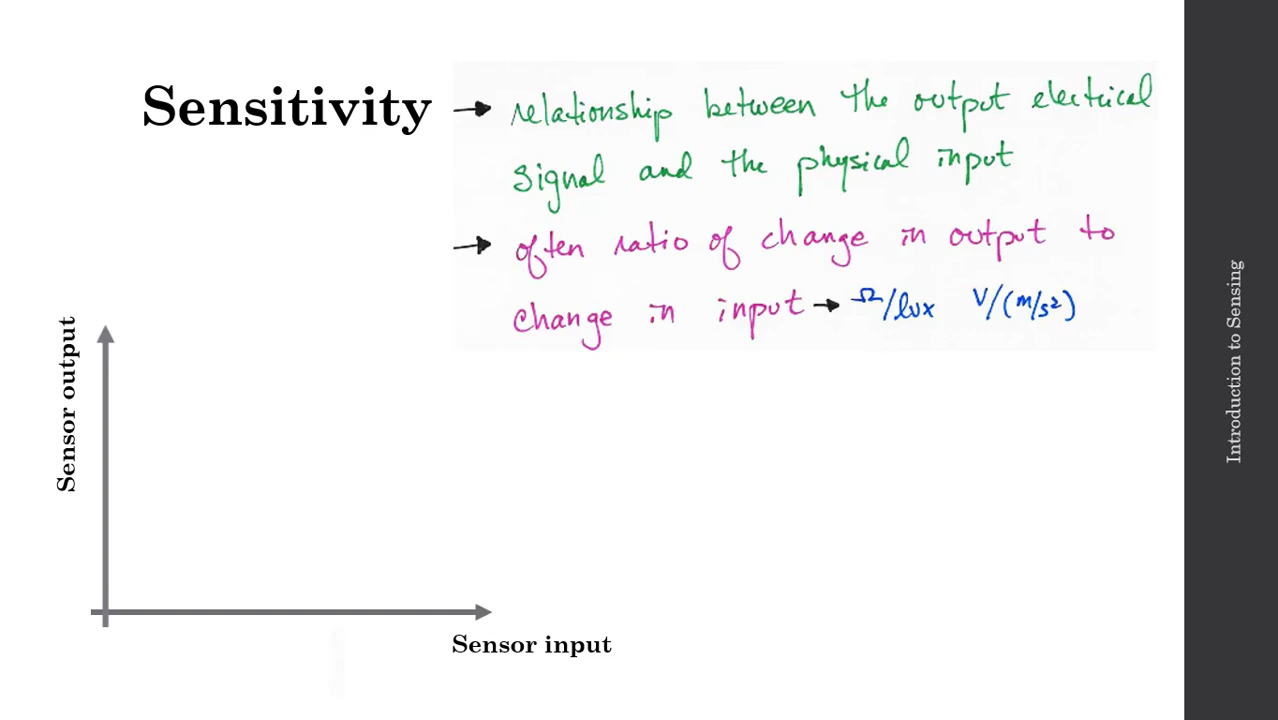 Sensitivity → relationship between the output electrical
signal and the physical input
→ often ratio of change in output to
change in input → Ω/lux V/(m/s²)
Sensor output
Sensor input
Introduction to Sensing